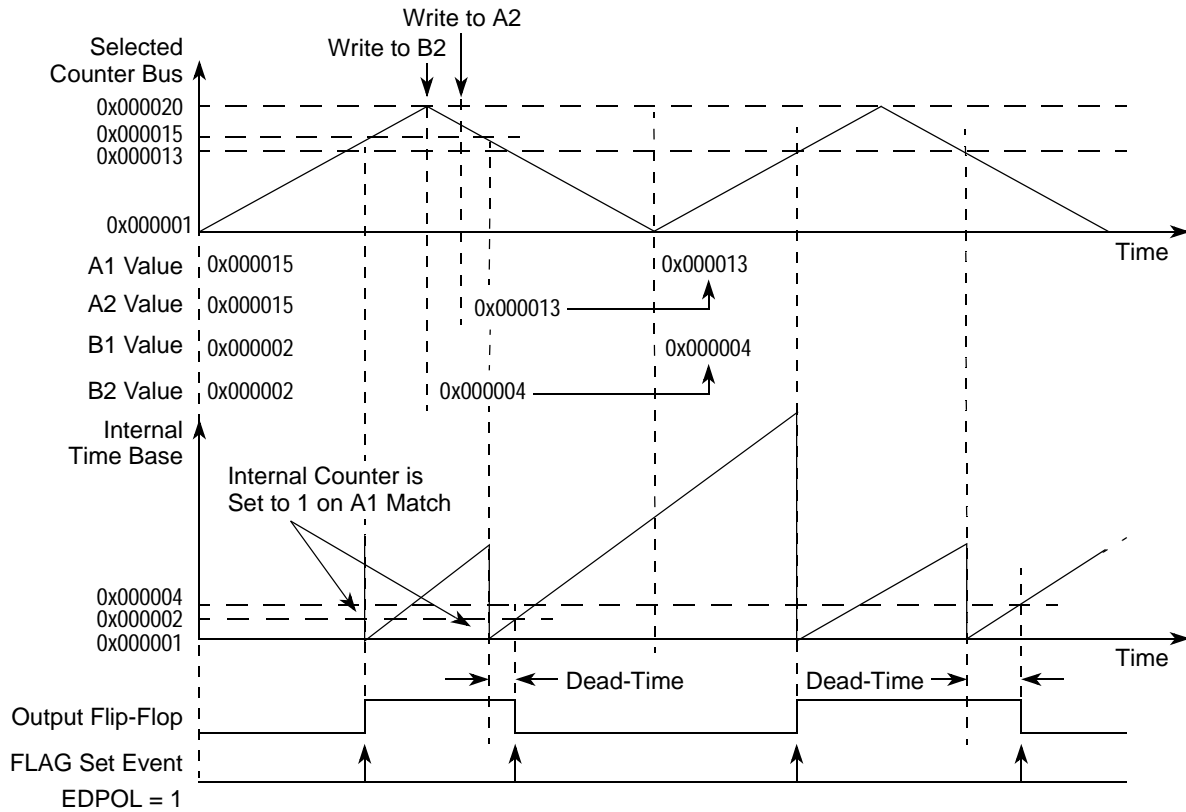 Write to A2
Write to B2
Selected
Counter Bus
0x000020
0x000015
0x000013
0x000001
Time
A1 Value 0x000015 0x000013
A2 Value 0x000015 0x000013
B1 Value 0x000002 0x000004
B2 Value 0x000002 0x000004
Internal
Time Base
Internal Counter is
Set to 1 on A1 Match
0x000004
0x000002
0x000001
Time
Dead-Time Dead-Time
Output Flip-Flop
FLAG Set Event
EDPOL = 1